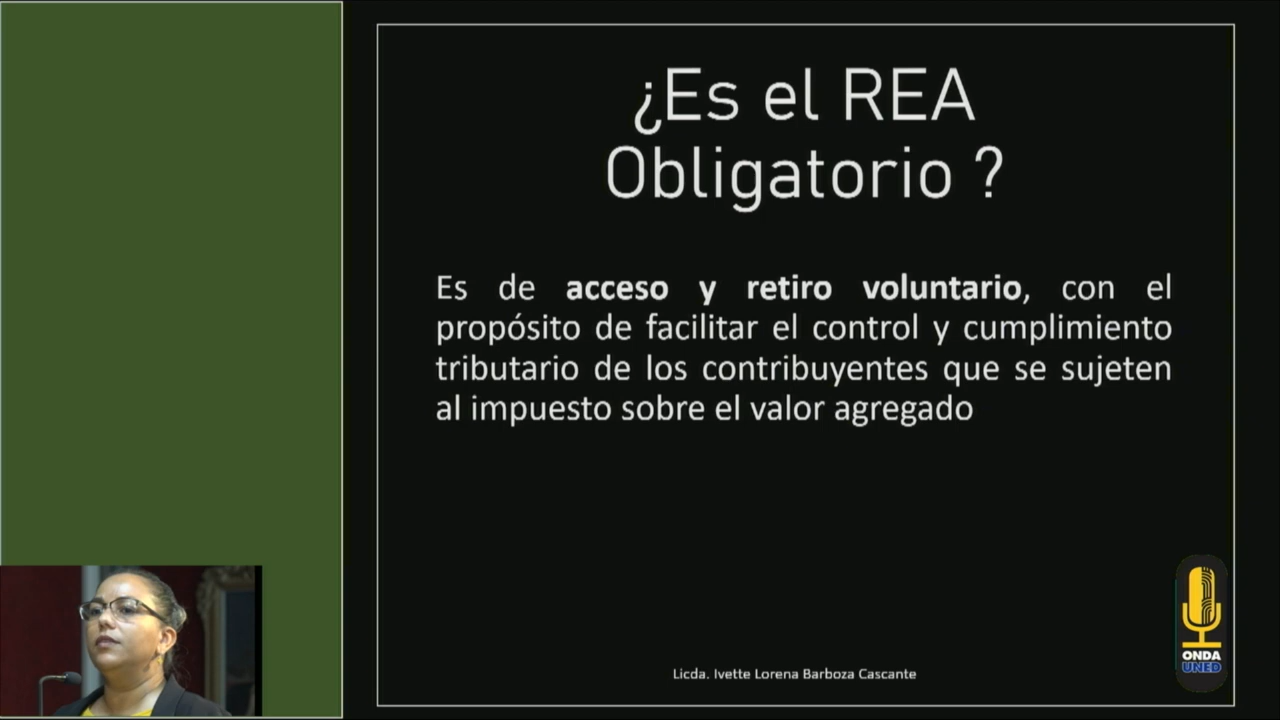 ¿Es el REA
Obligatorio ?
Es de acceso y retiro voluntario, con el
propósito de facilitar el control y cumplimiento
tributario de los contribuyentes que se sujeten
al impuesto sobre el valor agregado
Licda. Ivette Lorena Barboza Cascante
ONDA
UNED